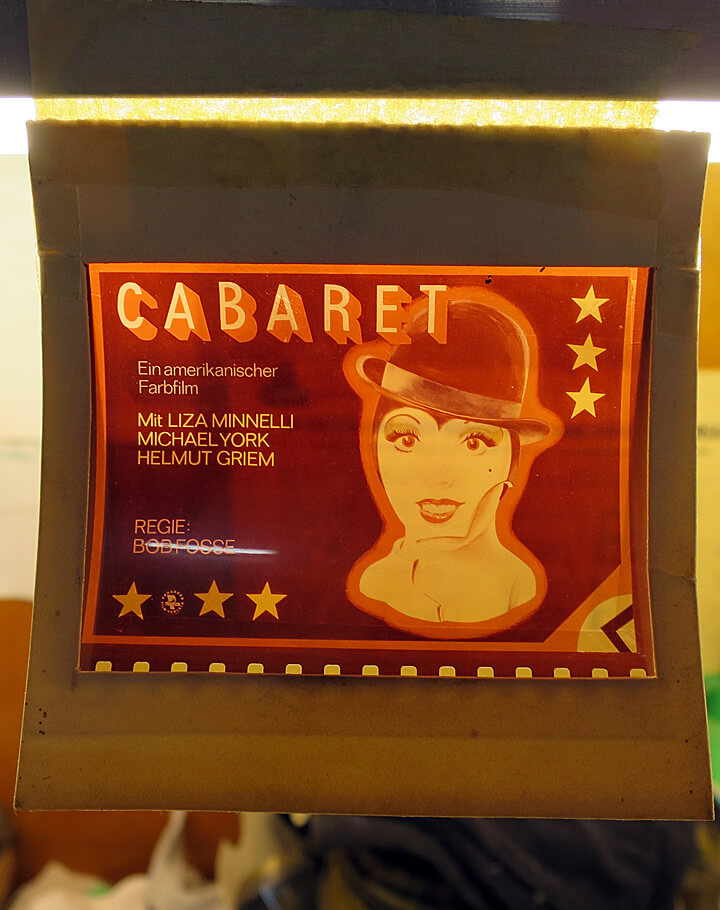 CABARET
Ein amerikanischer
Farbfilm
Mit LIZA MINNELLI
MICHAEL YORK
HELMUT GRIEM
REGIE:
BOB FOSSE